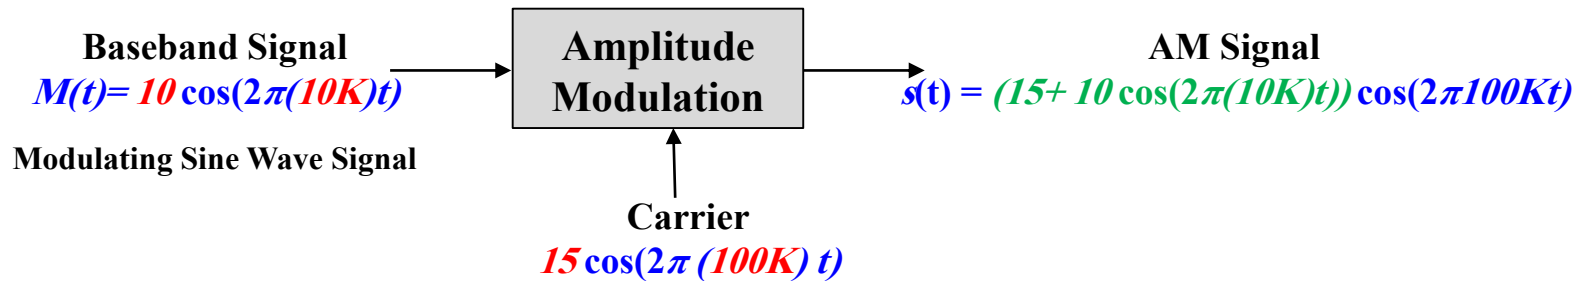 Baseband Signal
M(t)= 10 cos(2π(10K)t)
Modulating Sine Wave Signal
Amplitude
Modulation
Carrier
15 cos(2π (100K) t)
AM Signal
s(t) = (15+ 10 cos(2π(10K)t)) cos(2π100Kt)